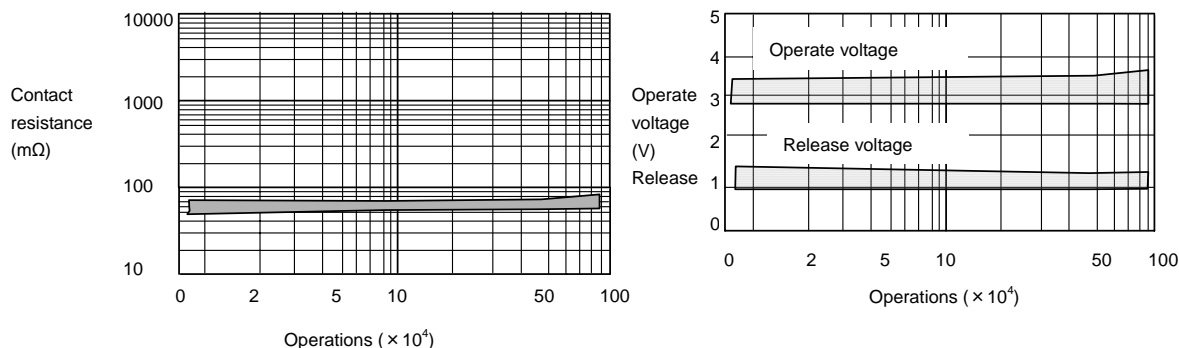 10000
1000
100
10
Contact
resistance
(mΩ)
0 2 5 10 50 100
Operations (×10⁴)
5
4
3
2
1
0
Operate
voltage
(V)
Release
Operate voltage
Release voltage
0 2 5 10 50 100
Operations (×10⁴)